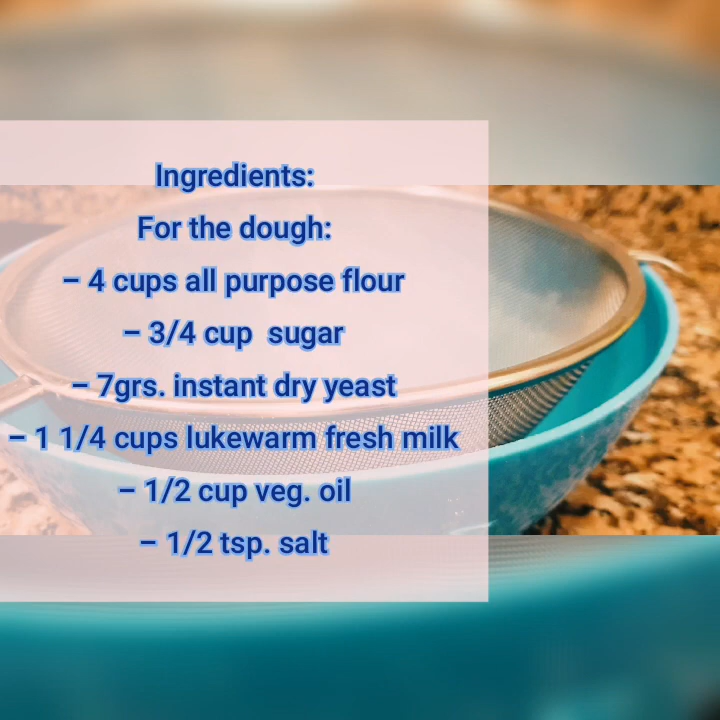 Ingredients:
For the dough:
– 4 cups all purpose flour
– 3/4 cup  sugar
– 7grs. instant dry yeast
– 1 1/4 cups lukewarm fresh milk
– 1/2 cup veg. oil
– 1/2 tsp. salt